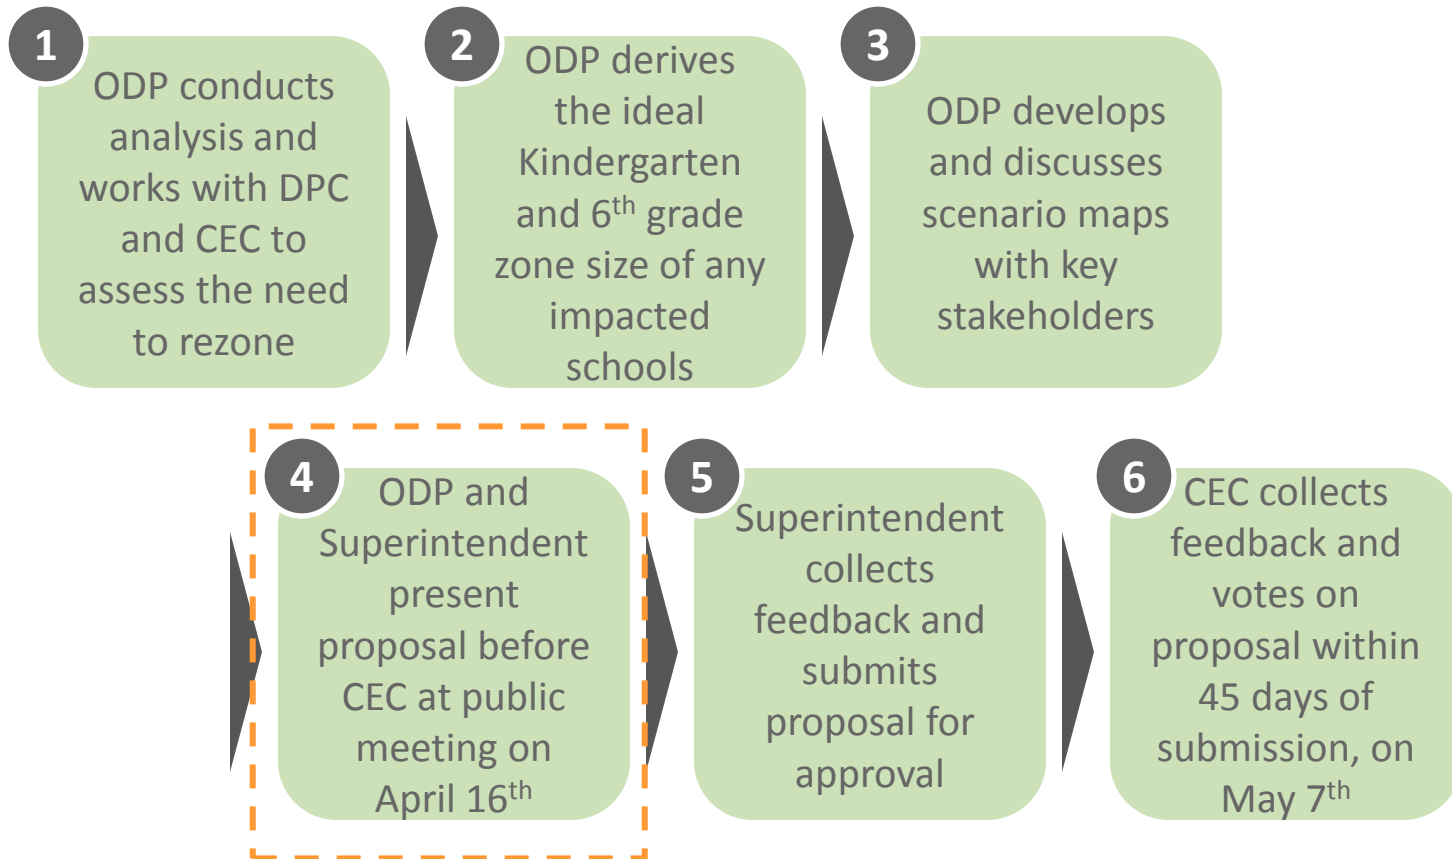 1
ODP conducts
analysis and
works with DPC
and CEC to
assess the need
to rezone
2
ODP derives
the ideal
Kindergarten
and 6th grade
zone size of any
impacted
schools
3
ODP develops
and discusses
scenario maps
with key
stakeholders
4
ODP and
Superintendent
present
proposal before
CEC at public
meeting on
April 16th
5
Superintendent
collects
feedback and
submits
proposal for
approval
6
CEC collects
feedback and
votes on
proposal within
45 days of
submission, on
May 7th